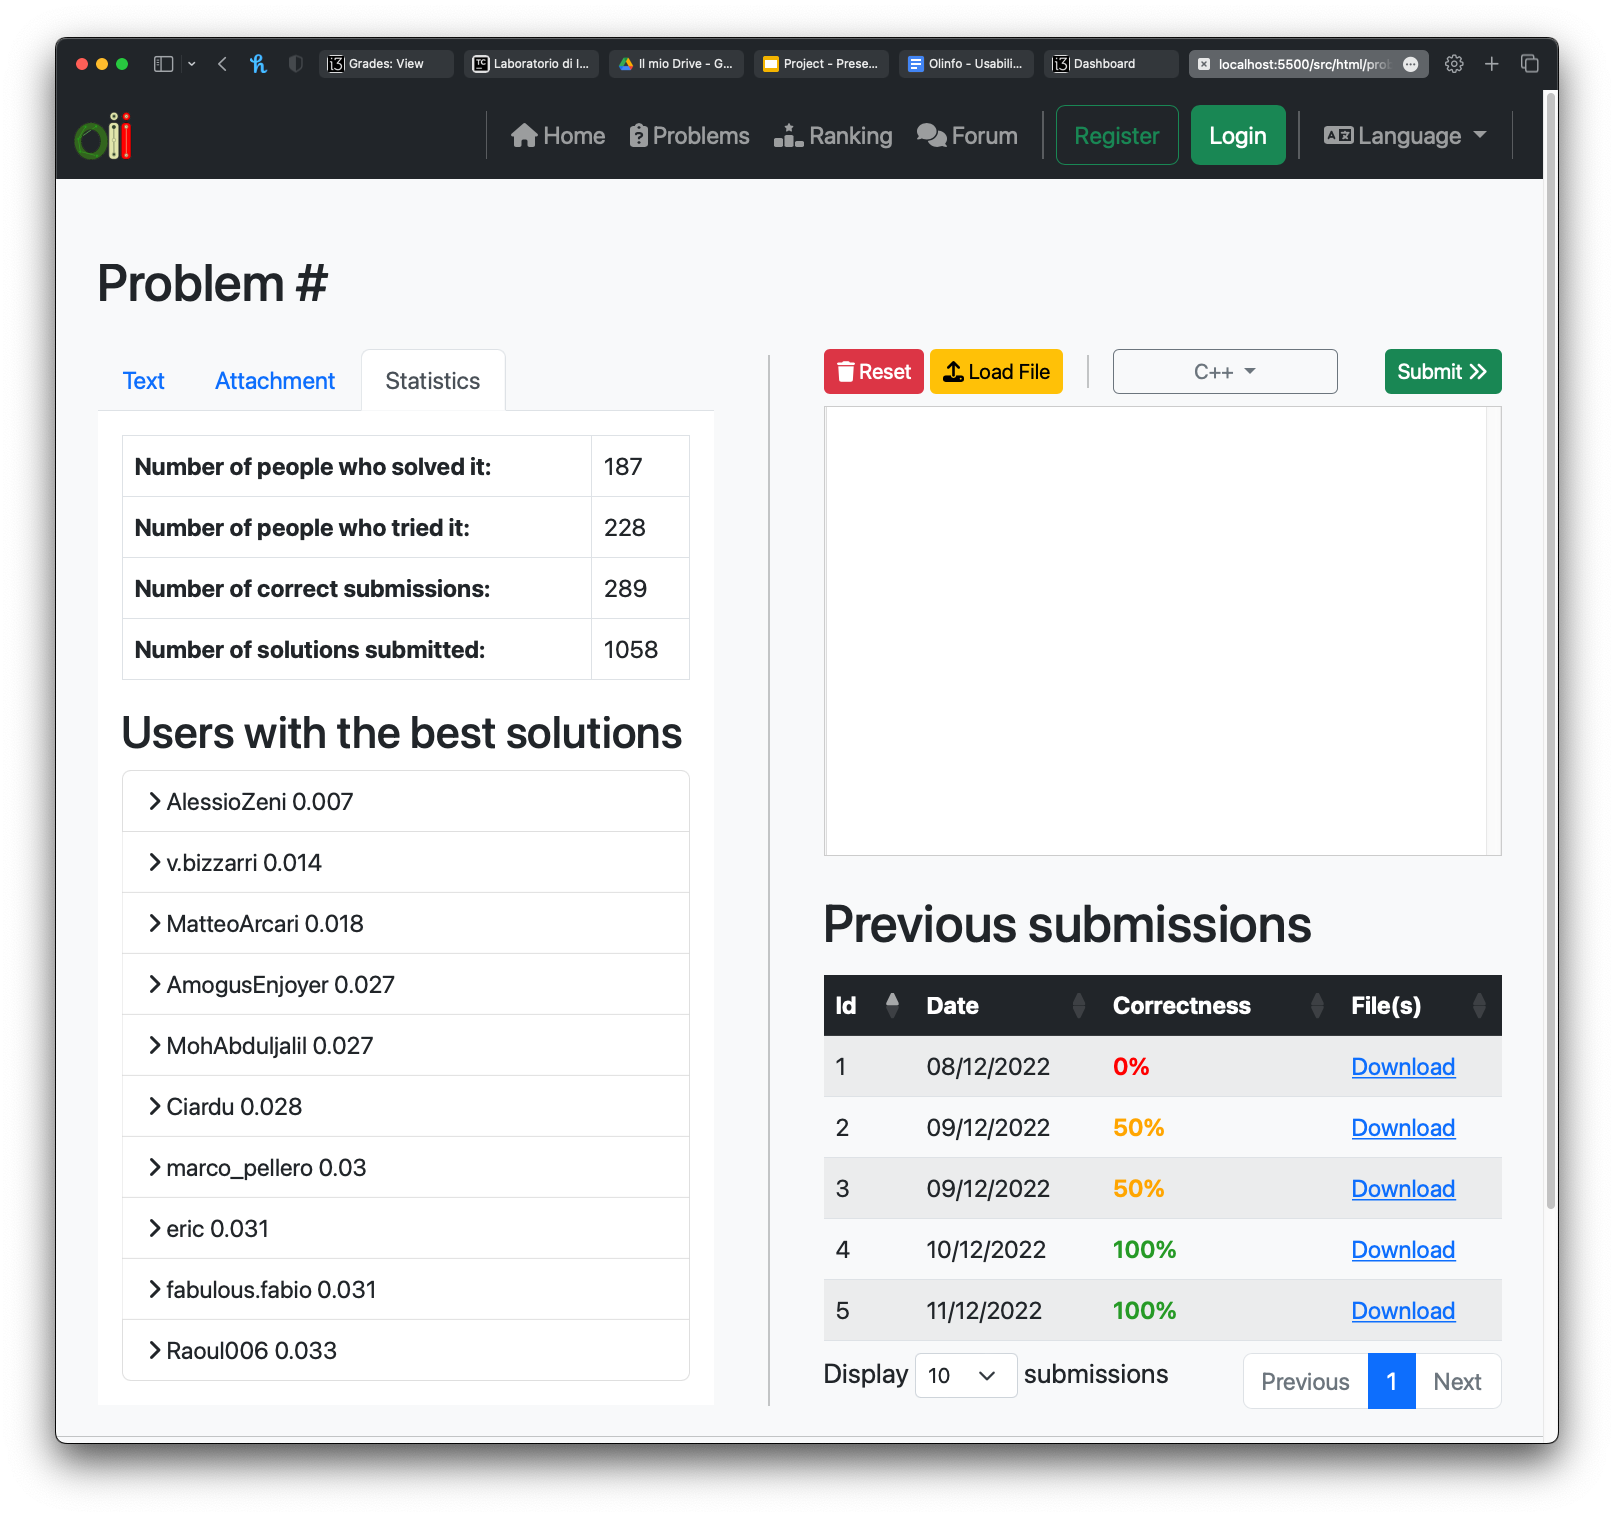 Grades: View
Laboratorio di I...
Il mio Drive - G...
Project - Prese...
Olinfo - Usabili...
Dashboard
localhost:5500/src/html/pro
oii
Home
Problems
Ranking
Forum
Register
Login
Language
Problem #
Text
Attachment
Statistics
Number of people who solved it: 187
Number of people who tried it: 228
Number of correct submissions: 289
Number of solutions submitted: 1058
Users with the best solutions
AlessioZeni 0.007
v.bizzarri 0.014
MatteoArcari 0.018
AmogusEnjoyer 0.027
MohAbduljalil 0.027
Ciardu 0.028
marco_pellero 0.03
eric 0.031
fabulous.fabio 0.031
Raoul006 0.033
Reset
Load File
C++
Submit
Previous submissions
Id Date Correctness File(s)
1 08/12/2022 0% Download
2 09/12/2022 50% Download
3 09/12/2022 50% Download
4 10/12/2022 100% Download
5 11/12/2022 100% Download
Display 10 submissions
Previous 1 Next